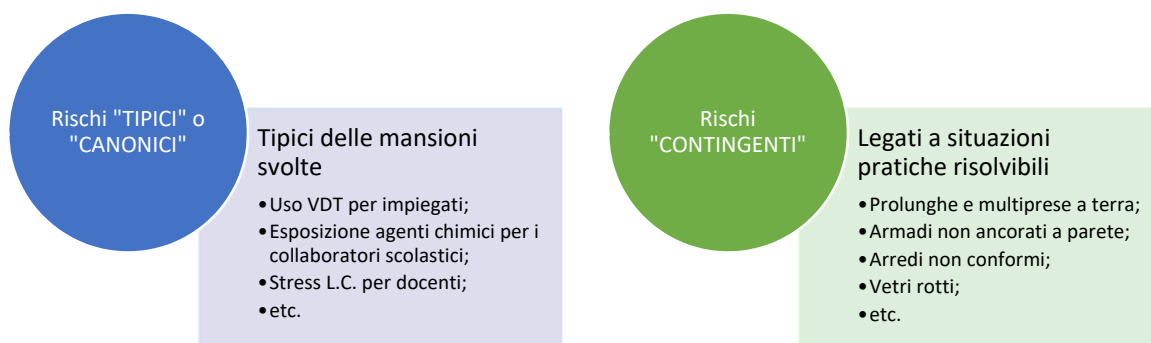 Rischi "TIPICI" o
"CANONICI"
Tipici delle mansioni
svolte
•Uso VDT per impiegati;
•Esposizione agenti chimici per i
collaboratori scolastici;
•Stress L.C. per docenti;
•etc.
Rischi
"CONTINGENTI"
Legati a situazioni
pratiche risolvibili
•Prolunghe e multiprese a terra;
•Armadi non ancorati a parete;
•Arredi non conformi;
•Vetri rotti;
•etc.